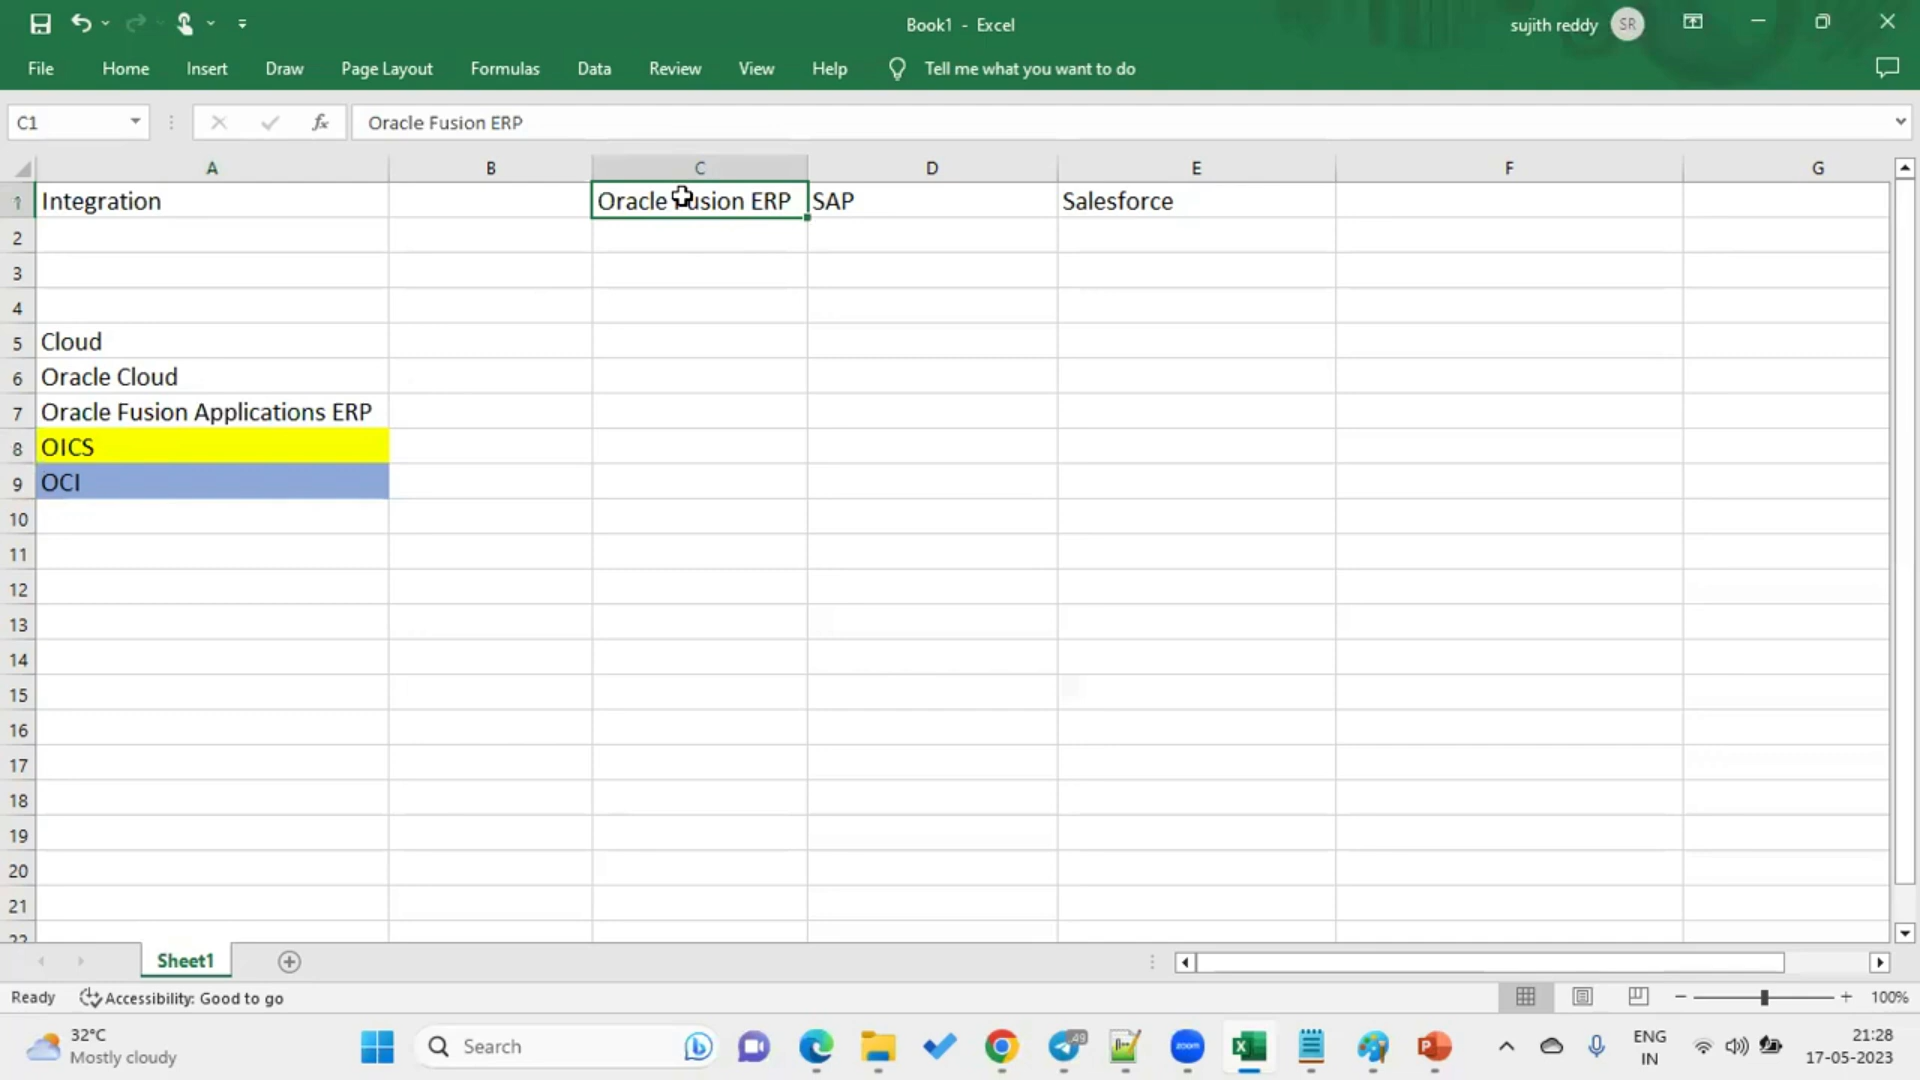 Book1 - Excel
sujith reddy SR
File Home Insert Draw Page Layout Formulas Data Review View Help Tell me what you want to do
C1 fx Oracle Fusion ERP
A B C D E F G
1 Integration Oracle Fusion ERP SAP Salesforce
2
3
4
5 Cloud
6 Oracle Cloud
7 Oracle Fusion Applications ERP
8 OICS
9 OCI
10
11
12
13
14
15
16
17
18
19
20
21
22
Sheet1
Ready Accessibility: Good to go 100%
32°C
Mostly cloudy
Search
49
zoom
ENG
IN
21:28
17-05-2023